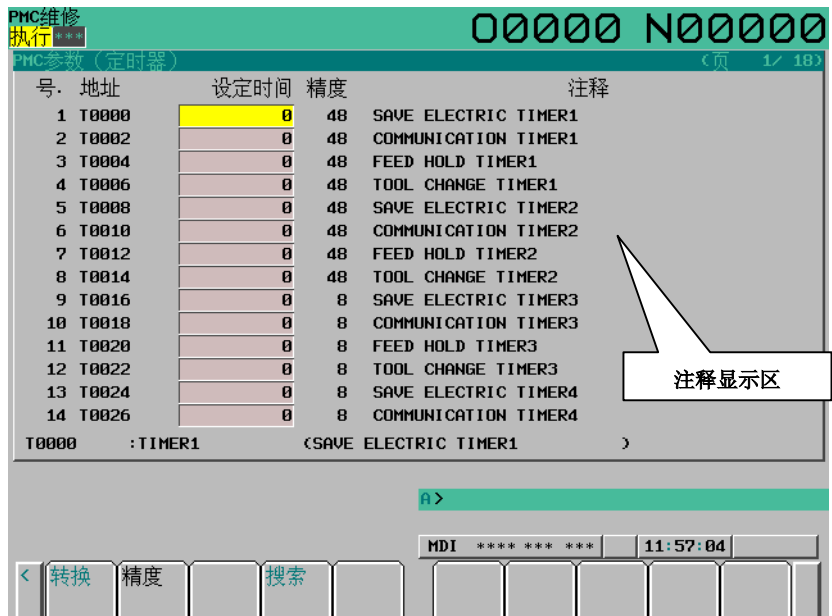 PMC维修
执行***
O0000 N00000
PMC参数（定时器） (页 1/ 18)
号. 地址 设定时间 精度 注释
1 T0000 0 48 SAVE ELECTRIC TIMER1
2 T0002 0 48 COMMUNICATION TIMER1
3 T0004 0 48 FEED HOLD TIMER1
4 T0006 0 48 TOOL CHANGE TIMER1
5 T0008 0 48 SAVE ELECTRIC TIMER2
6 T0010 0 48 COMMUNICATION TIMER2
7 T0012 0 48 FEED HOLD TIMER2
8 T0014 0 48 TOOL CHANGE TIMER2
9 T0016 0 8 SAVE ELECTRIC TIMER3
10 T0018 0 8 COMMUNICATION TIMER3
11 T0020 0 8 FEED HOLD TIMER3
12 T0022 0 8 TOOL CHANGE TIMER3
13 T0024 0 8 SAVE ELECTRIC TIMER4
14 T0026 0 8 COMMUNICATION TIMER4
注释显示区
T0000 :TIMER1 (SAVE ELECTRIC TIMER1 )
A>
MDI **** *** *** 11:57:04
< 转换 精度 搜索